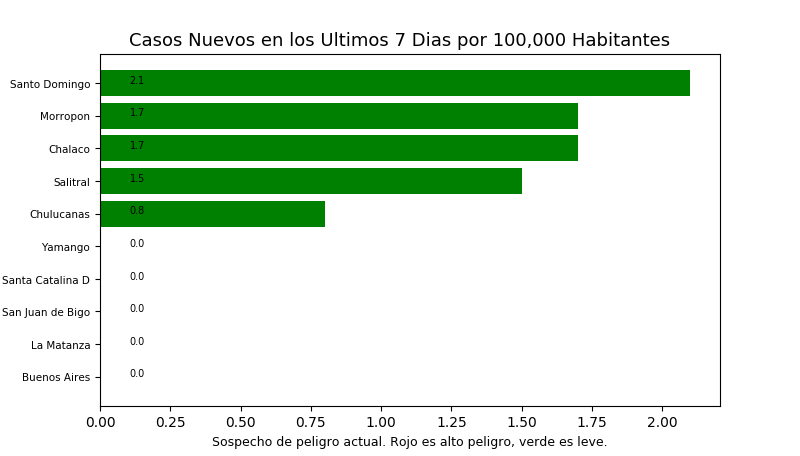 Casos Nuevos en los Ultimos 7 Dias por 100,000 Habitantes
Santo Domingo 2.1
Morropon 1.7
Chalaco 1.7
Salitral 1.5
Chulucanas 0.8
Yamango 0.0
Santa Catalina D 0.0
San Juan de Bigo 0.0
La Matanza 0.0
Buenos Aires 0.0
0.00 0.25 0.50 0.75 1.00 1.25 1.50 1.75 2.00
Sospecho de peligro actual. Rojo es alto peligro, verde es leve.